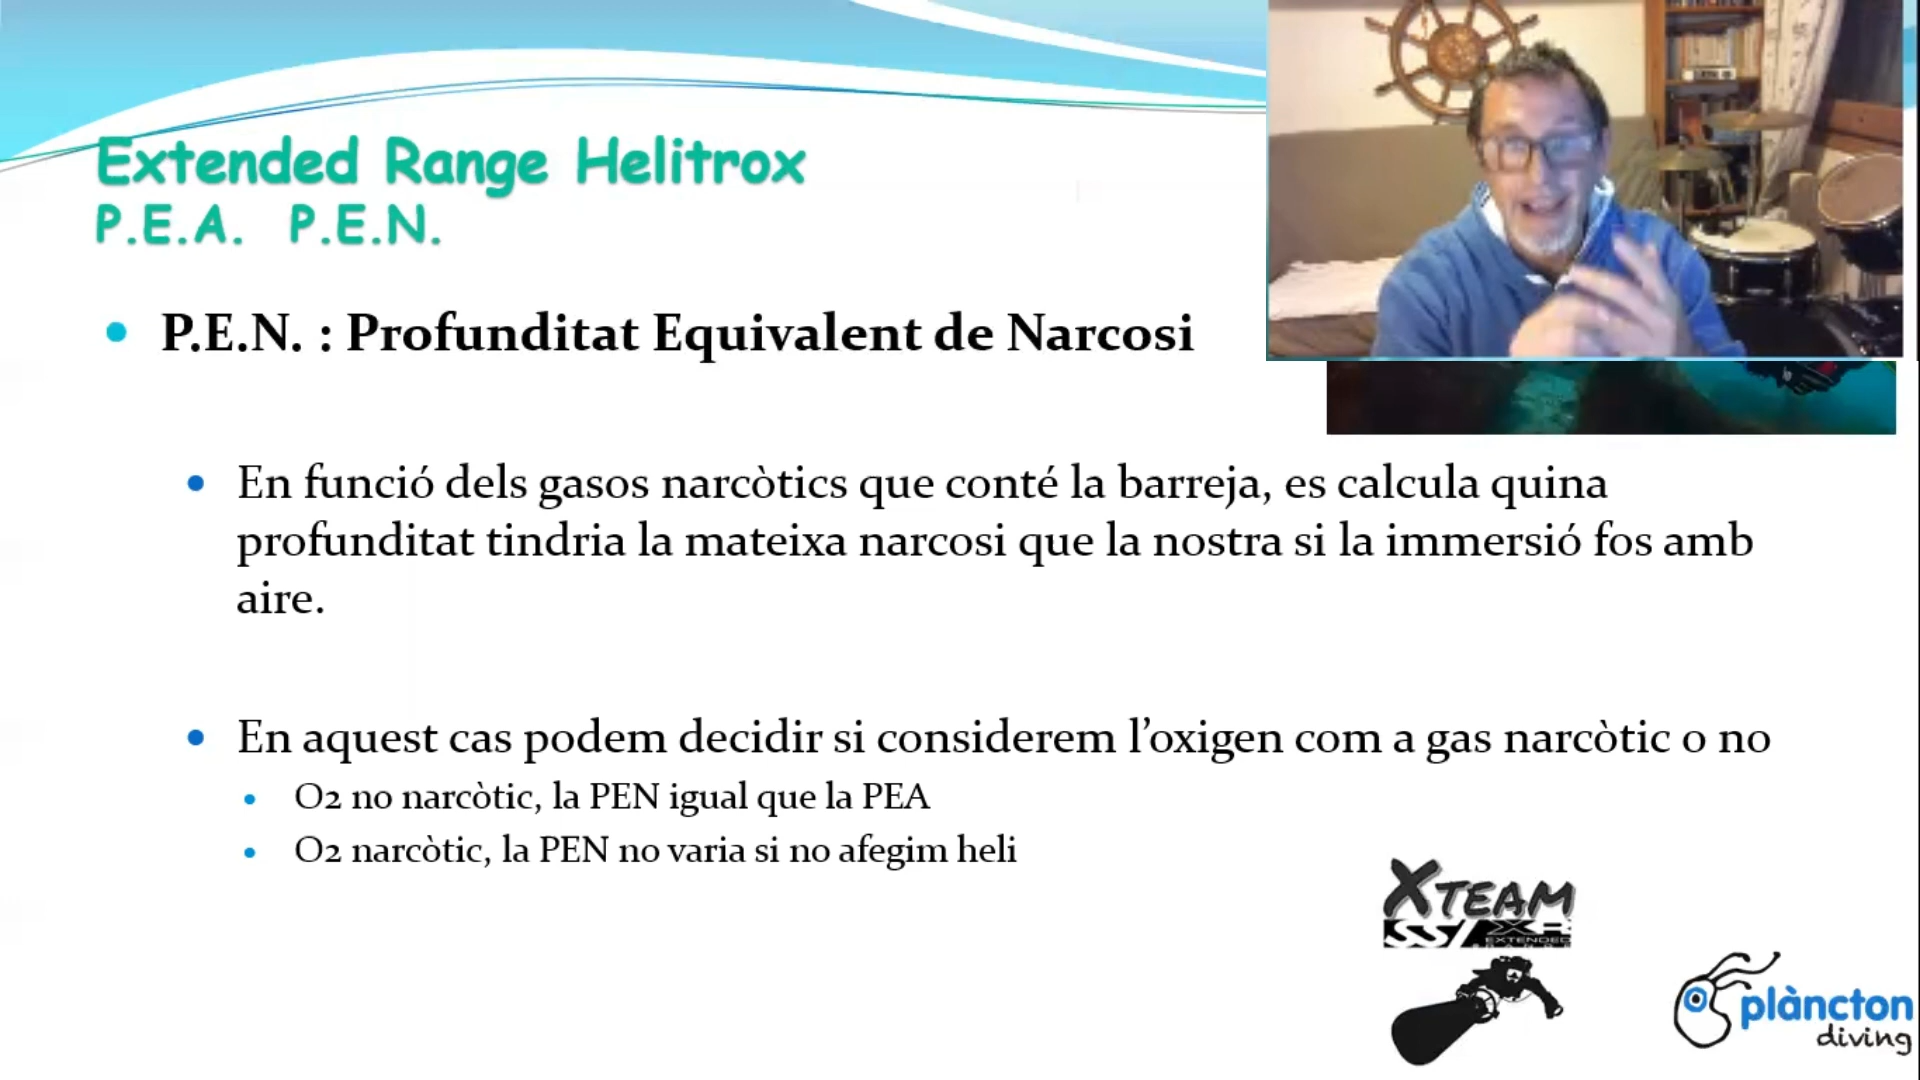 Extended Range Helitrox
P.E.A. P.E.N.
P.E.N. : Profunditat Equivalent de Narcosi
En funció dels gasos narcòtics que conté la barreja, es calcula quina
profunditat tindria la mateixa narcosi que la nostra si la immersió fos amb
aire.
En aquest cas podem decidir si considerem l’oxigen com a gas narcòtic o no
O2 no narcòtic, la PEN igual que la PEA
O2 narcòtic, la PEN no varia si no afegim heli
XTEAM
SSI XR
EXTENDED
plàncton
diving